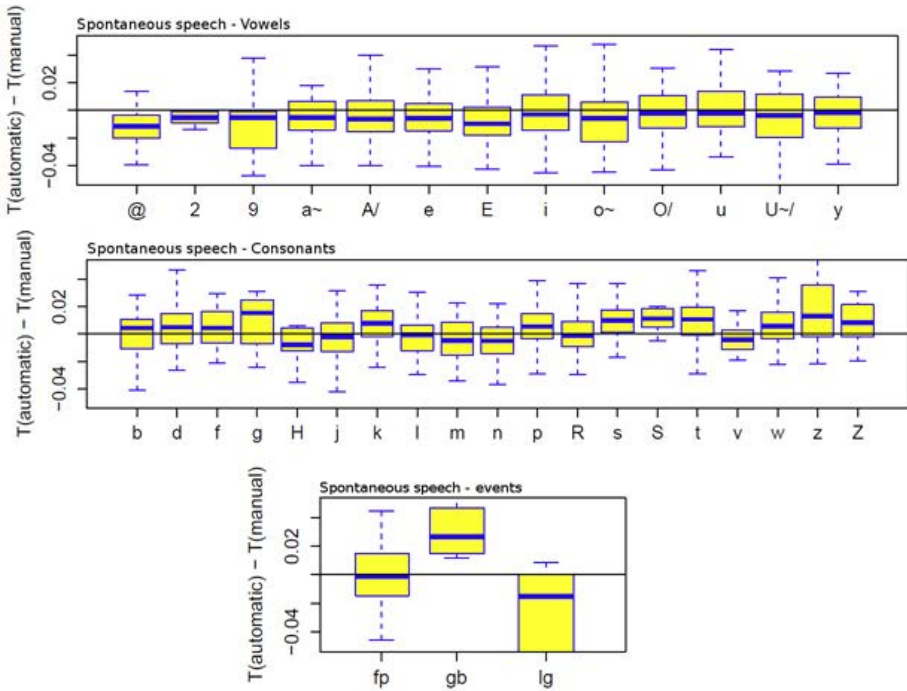 Spontaneous speech - Vowels
T(automatic) − T(manual)
0.02
−0.04
@ 2 9 a~ A/ e E i o~ O/ u U~/ y
Spontaneous speech - Consonants
T(automatic) − T(manual)
0.02
−0.04
b d f g H j k l m n p R s S t v w z Z
Spontaneous speech - events
T(automatic) − T(manual)
0.02
−0.04
fp gb lg